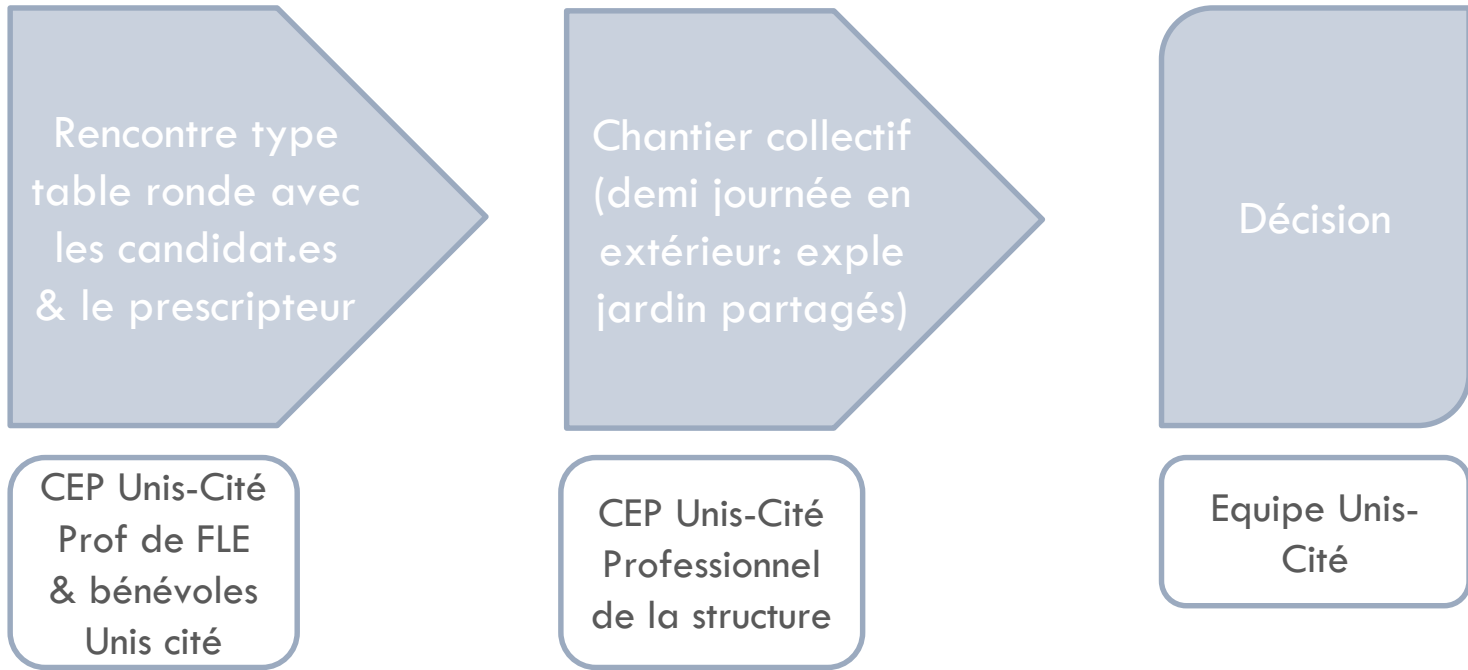 Rencontre type
table ronde avec
les candidat.es
& le prescripteur
Chantier collectif
(demi journée en
extérieur: exple
jardin partagés)
Décision
CEP Unis-Cité
Prof de FLE
& bénévoles
Unis cité
CEP Unis-Cité
Professionnel
de la structure
Equipe Unis-
Cité